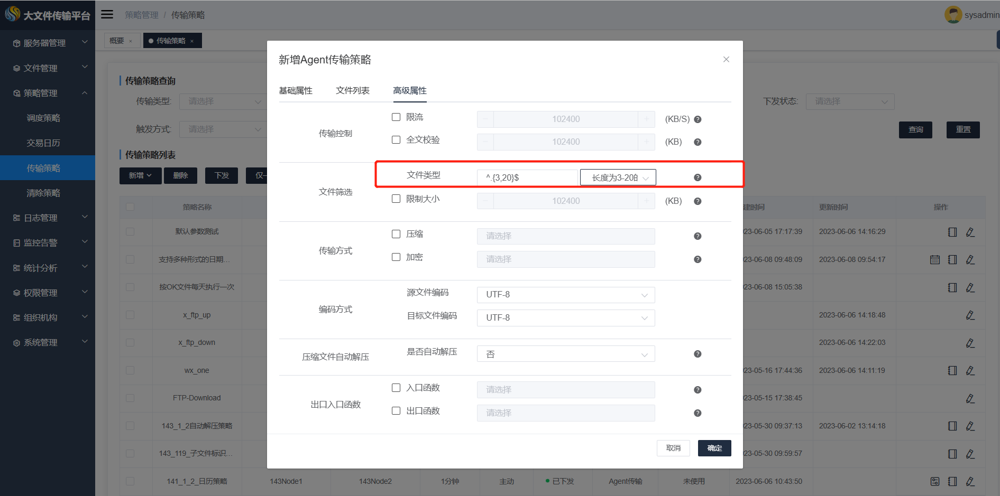 大文件传输平台
策略管理 / 传输策略
sysadmin
服务器管理
文件管理
策略管理
调度策略
交易日历
传输策略
清除策略
日志管理
监控告警
统计分析
权限管理
组织机构
系统管理
概要 ×
传输策略 ×
传输策略查询
传输类型: 请选择
下发状态: 请选择
触发方式: 请选择
查询 重置
传输策略列表
新增 删除 下发 仅一
策略名称 建时间 更新时间 操作
默认参数测试 23-06-05 17:17:39 2023-06-06 14:16:29
支持多种形式的日期... 23-06-08 09:48:09 2023-06-08 09:54:17
按OK文件每天执行一次 23-06-08 15:05:38
x_ftp_up 2023-06-06 14:18:48
x_ftp_down 2023-06-06 14:22:03
wx_one 23-05-16 17:44:36 2023-06-06 14:11:19
FTP-Download 23-05-15 17:38:45
143_1_2自动解压策略 23-05-30 09:37:13 2023-06-02 13:14:18
143_119_子文件标识... 23-05-30 09:59:57
141_1_2_日历策略 143Node1 143Node2 1分钟 主动 已下发 Agent传输 未使用 2023-06-06 10:43:50
新增Agent传输策略
基础属性 文件列表 高级属性
传输控制
限流 - 102400 + (KB/S)
全文校验 - 102400 + (KB)
文件筛选
文件类型 ^.{3,20}$ 长度为3-20的
限制大小 - 102400 + (KB)
传输方式
压缩 请选择
加密 请选择
编码方式
源文件编码 UTF-8
目标文件编码 UTF-8
压缩文件自动解压
是否自动解压 否
出口入口函数
入口函数 请选择
出口函数 请选择
取消 确定